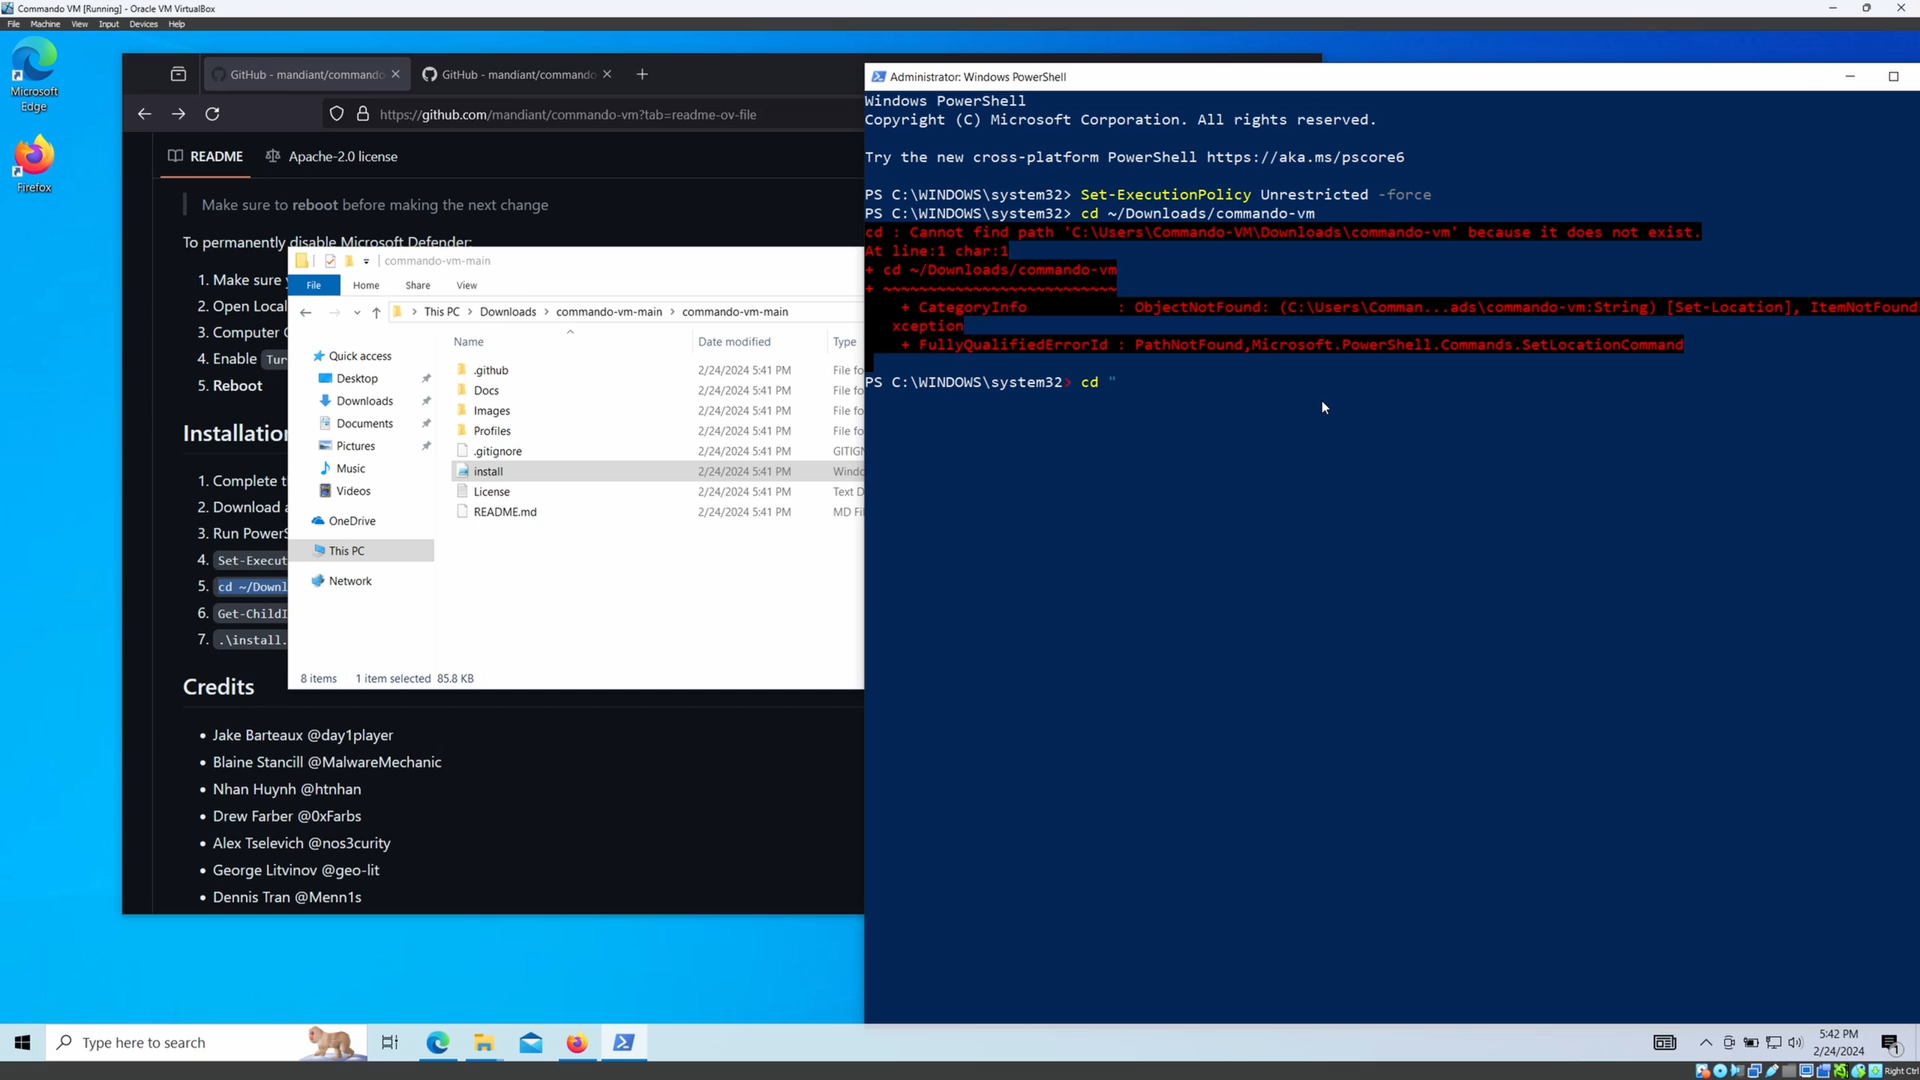 Commando VM [Running] - Oracle VM VirtualBox
File Machine View Input Devices Help
Microsoft
Edge
Firefox
GitHub - mandiant/commando
GitHub - mandiant/commando
https://github.com/mandiant/commando-vm?tab=readme-ov-file
README
Apache-2.0 license
Make sure to reboot before making the next change
To permanently disable Microsoft Defender:
1. Make sure
2. Open Local
3. Computer
4. Enable Tur
5. Reboot
Installation
1. Complete
2. Download
3. Run PowerS
4. Set-Execut
5. cd ~/Downl
6. Get-ChildI
7. .\install.
Credits
• Jake Barteaux @day1player
• Blaine Stancill @MalwareMechanic
• Nhan Huynh @htnhan
• Drew Farber @0xFarbs
• Alex Tselevich @nos3curity
• George Litvinov @geo-lit
• Dennis Tran @Menn1s
commando-vm-main
File Home Share View
This PC > Downloads > commando-vm-main > commando-vm-main
Name Date modified Type
Quick access
Desktop
Downloads
Documents
Pictures
Music
Videos
OneDrive
This PC
Network
.github 2/24/2024 5:41 PM File fo
Docs 2/24/2024 5:41 PM File fo
Images 2/24/2024 5:41 PM File fo
Profiles 2/24/2024 5:41 PM File fo
.gitignore 2/24/2024 5:41 PM GITIG
install 2/24/2024 5:41 PM Windo
License 2/24/2024 5:41 PM Text D
README.md 2/24/2024 5:41 PM MD Fi
8 items 1 item selected 85.8 KB
Administrator: Windows PowerShell
Windows PowerShell
Copyright (C) Microsoft Corporation. All rights reserved.
Try the new cross-platform PowerShell https://aka.ms/pscore6
PS C:\WINDOWS\system32> Set-ExecutionPolicy Unrestricted -force
PS C:\WINDOWS\system32> cd ~/Downloads/commando-vm
cd : Cannot find path 'C:\Users\Commando-VM\Downloads\commando-vm' because it does not exist.
At line:1 char:1
+ cd ~/Downloads/commando-vm
+ ~~~~~~~~~~~~~~~~~~~~~~~~~~
+ CategoryInfo : ObjectNotFound: (C:\Users\Comman...ads\commando-vm:String) [Set-Location], ItemNotFound
xception
+ FullyQualifiedErrorId : PathNotFound,Microsoft.PowerShell.Commands.SetLocationCommand
PS C:\WINDOWS\system32> cd "
Type here to search
5:42 PM
2/24/2024
1
Right Ctrl